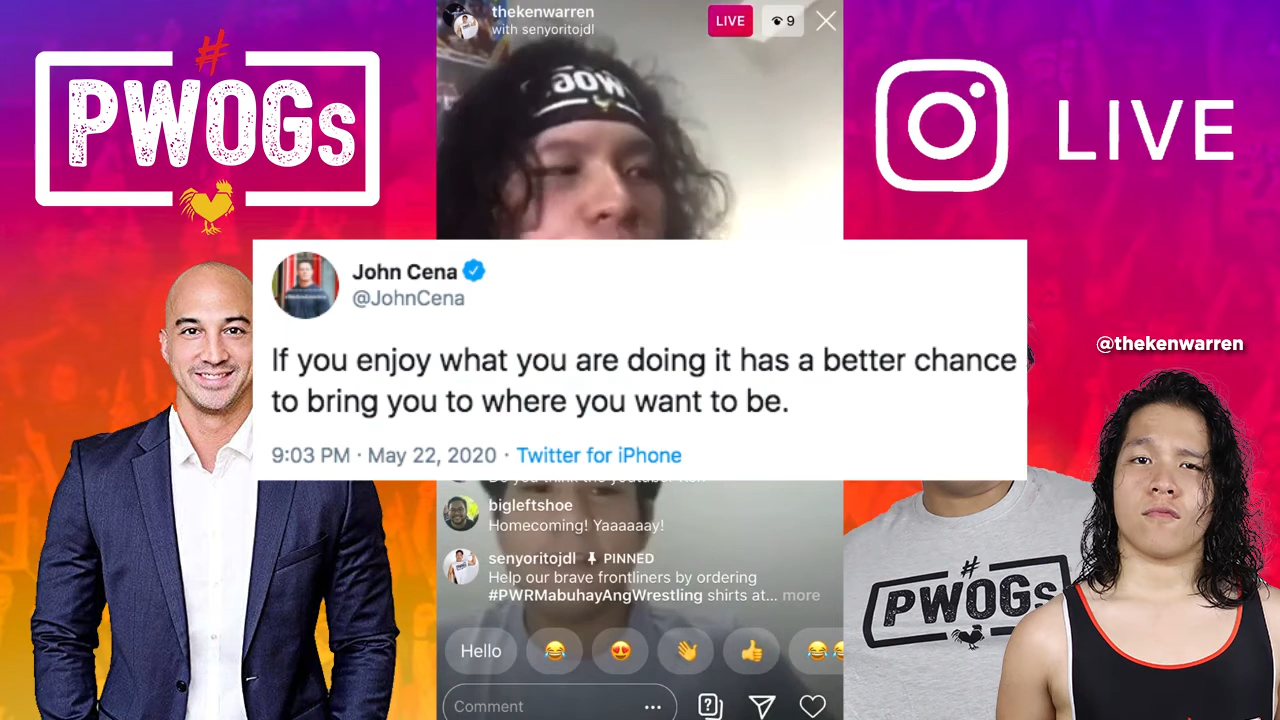 #
PWOGs
thekenwarren
with senyoritojdl
LIVE
9
LIVE
John Cena
@JohnCena
If you enjoy what you are doing it has a better chance
to bring you to where you want to be.
9:03 PM · May 22, 2020 · Twitter for iPhone
@thekenwarren
bigleftshoe
Homecoming! Yaaaaaay!
senyoritojdl PINNED
Help our brave frontliners by ordering
#PWRMabuhayAngWrestling shirts at... more
#
PWOGs
Hello
Comment